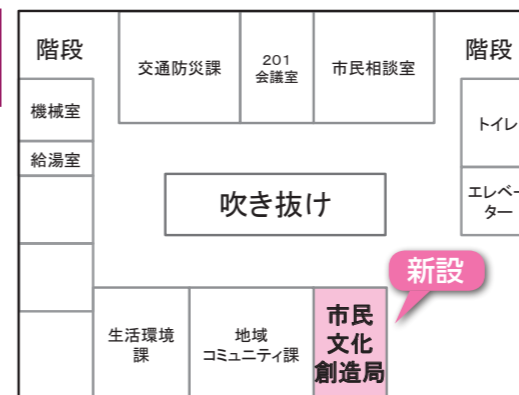 階段
交通防災課
201
会議室
市民相談室
階段
機械室
トイレ
給湯室
エレベー
ター
吹き抜け
新設
生活環境
課
地域
コミュニティ課
市民
文化
創造局